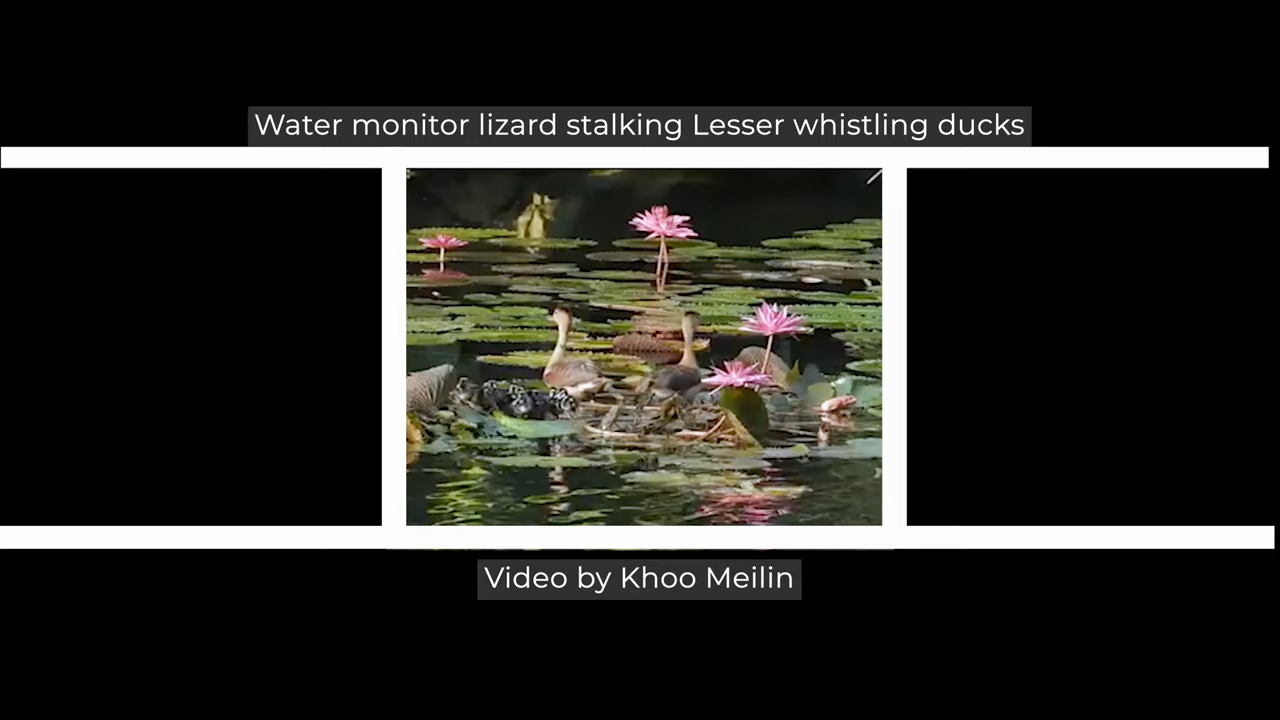 Water monitor lizard stalking Lesser whistling ducks
Video by Khoo Meilin